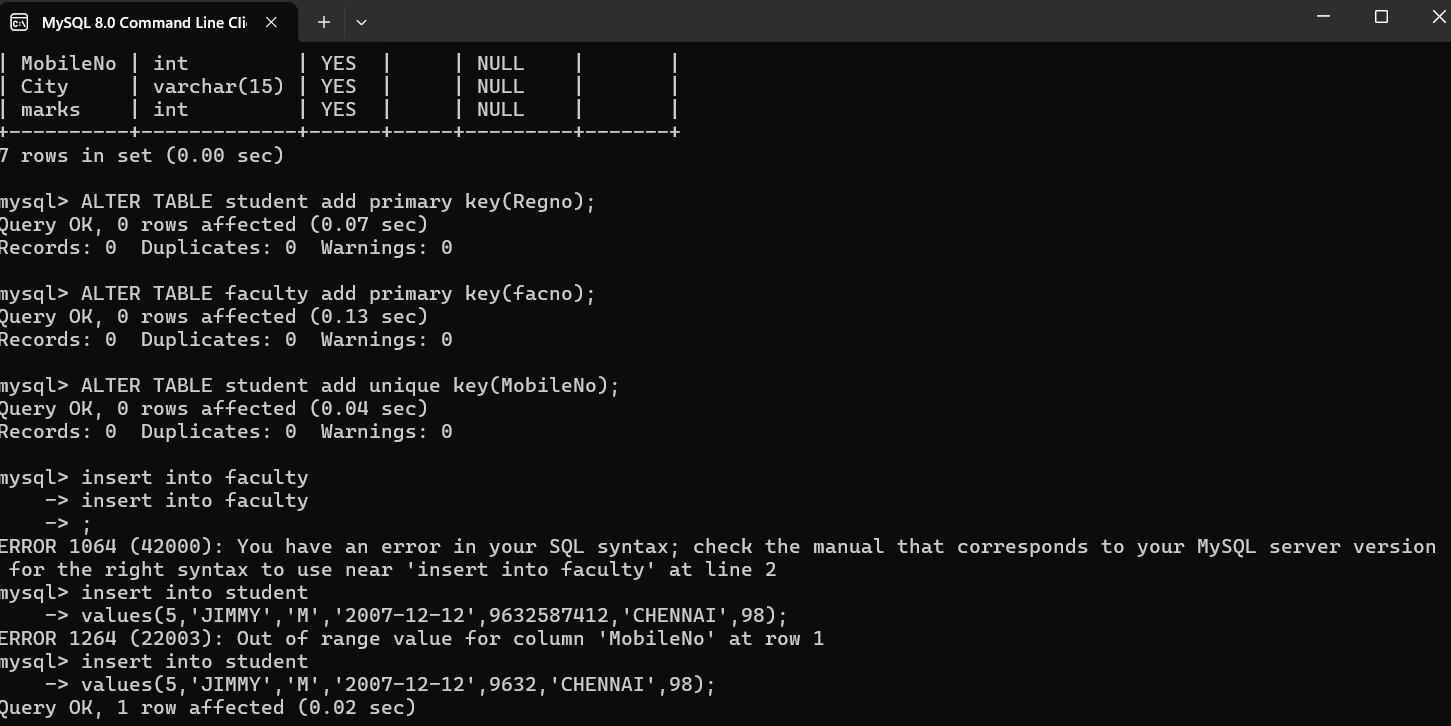 MySQL 8.0 Command Line Cli
| MobileNo | int         | YES  |     | NULL    |       |
| City     | varchar(15) | YES  |     | NULL    |       |
| marks    | int         | YES  |     | NULL    |       |
+----------+-------------+------+-----+---------+-------+
7 rows in set (0.00 sec)
mysql> ALTER TABLE student add primary key(Regno);
Query OK, 0 rows affected (0.07 sec)
Records: 0  Duplicates: 0  Warnings: 0
mysql> ALTER TABLE faculty add primary key(facno);
Query OK, 0 rows affected (0.13 sec)
Records: 0  Duplicates: 0  Warnings: 0
mysql> ALTER TABLE student add unique key(MobileNo);
Query OK, 0 rows affected (0.04 sec)
Records: 0  Duplicates: 0  Warnings: 0
mysql> insert into faculty
    -> insert into faculty
    -> ;
ERROR 1064 (42000): You have an error in your SQL syntax; check the manual that corresponds to your MySQL server version
 for the right syntax to use near 'insert into faculty' at line 2
mysql> insert into student
    -> values(5,'JIMMY','M','2007-12-12',9632587412,'CHENNAI',98);
ERROR 1264 (22003): Out of range value for column 'MobileNo' at row 1
mysql> insert into student
    -> values(5,'JIMMY','M','2007-12-12',9632,'CHENNAI',98);
Query OK, 1 row affected (0.02 sec)